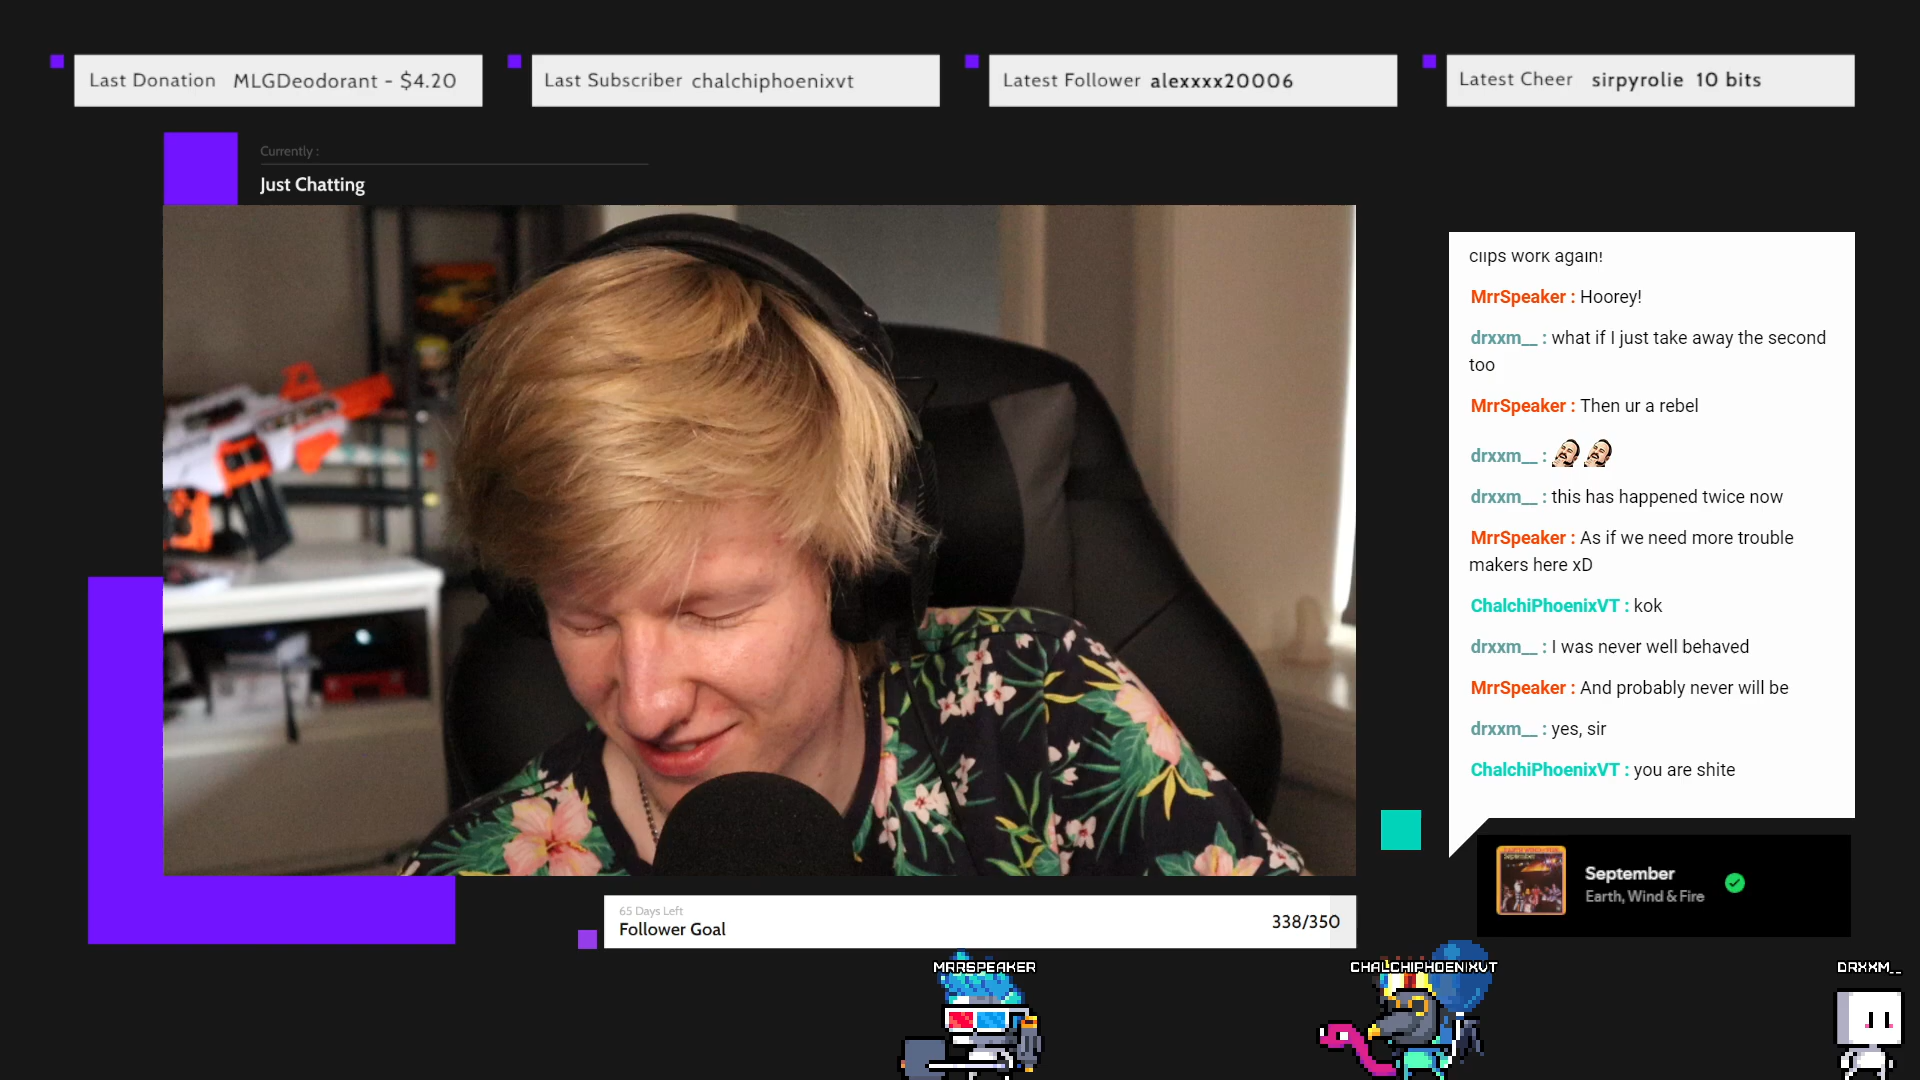 Last Donation MLGDeodorant - $4.20
Last Subscriber chalchiphoenixvt
Latest Follower alexxxx20006
Latest Cheer sirpyrolie 10 bits
Currently :
Just Chatting
clips work again!
MrrSpeaker : Hoorey!
drxxm__ : what if I just take away the second
too
MrrSpeaker : Then ur a rebel
drxxm__ :
drxxm__ : this has happened twice now
MrrSpeaker : As if we need more trouble
makers here xD
ChalchiPhoenixVT : kok
drxxm__ : I was never well behaved
MrrSpeaker : And probably never will be
drxxm__ : yes, sir
ChalchiPhoenixVT : you are shite
September
September
Earth, Wind & Fire
65 Days Left
Follower Goal
338/350
MRRSPEAKER
CHALCHIPHOENIXVT
DRXXM__